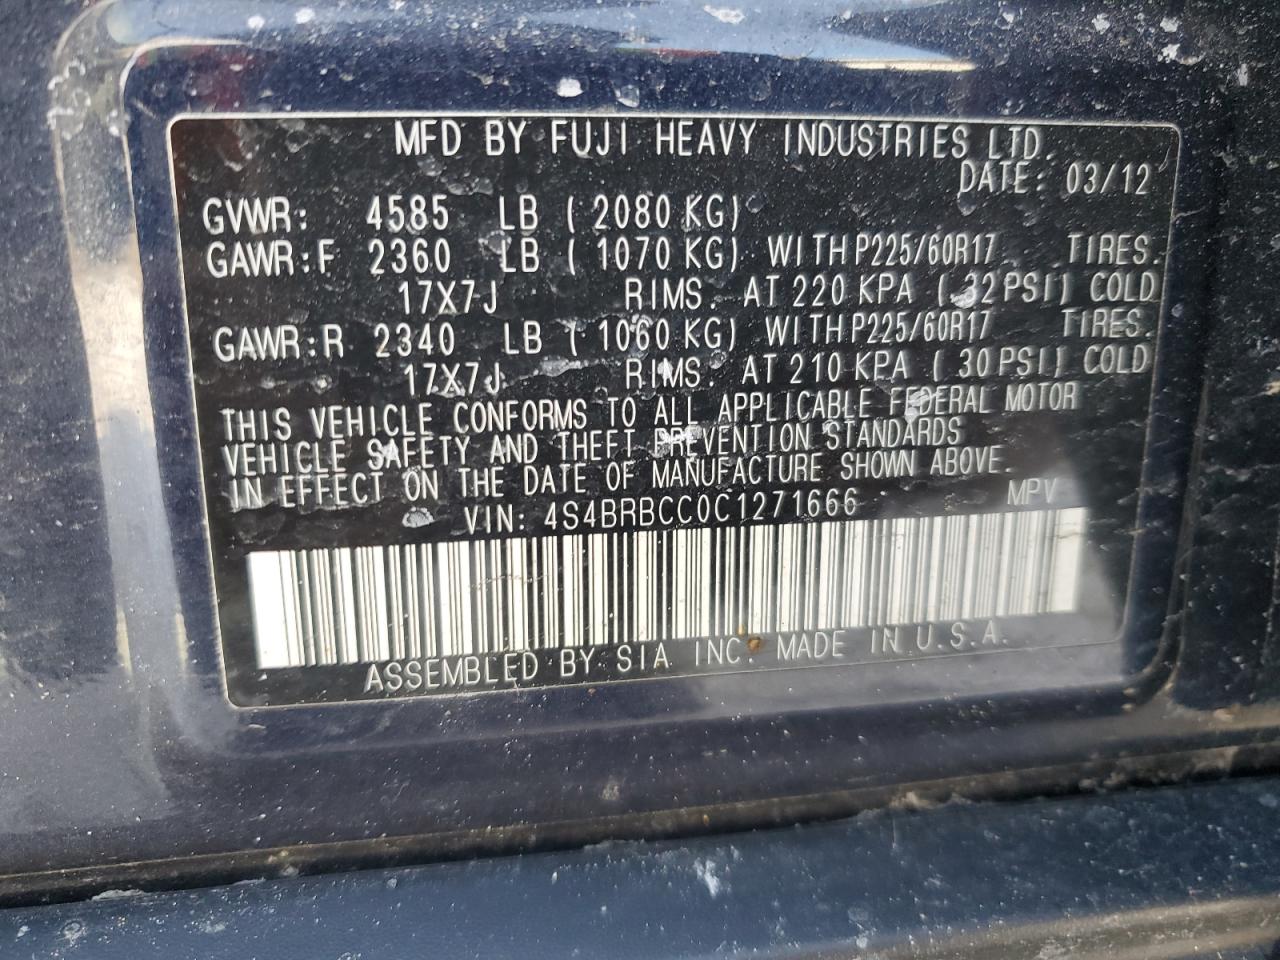 MFD BY FUJI HEAVY INDUSTRIES LTD.
DATE: 03/12
GVWR: 4585 LB ( 2080 KG)
GAWR:F 2360 LB ( 1070 KG) WITH P225/60R17 TIRES.
17X7J RIMS. AT 220 KPA ( 32 PSI) COLD
GAWR:R 2340 LB ( 1060 KG) WITH P225/60R17 TIRES.
17X7J RIMS. AT 210 KPA ( 30 PSI) COLD
THIS VEHICLE CONFORMS TO ALL APPLICABLE FEDERAL MOTOR
VEHICLE SAFETY AND THEFT PREVENTION STANDARDS
IN EFFECT ON THE DATE OF MANUFACTURE SHOWN ABOVE.
VIN: 4S4BRBCC0C1271666 MPV
ASSEMBLED BY SIA INC. MADE IN U.S.A.